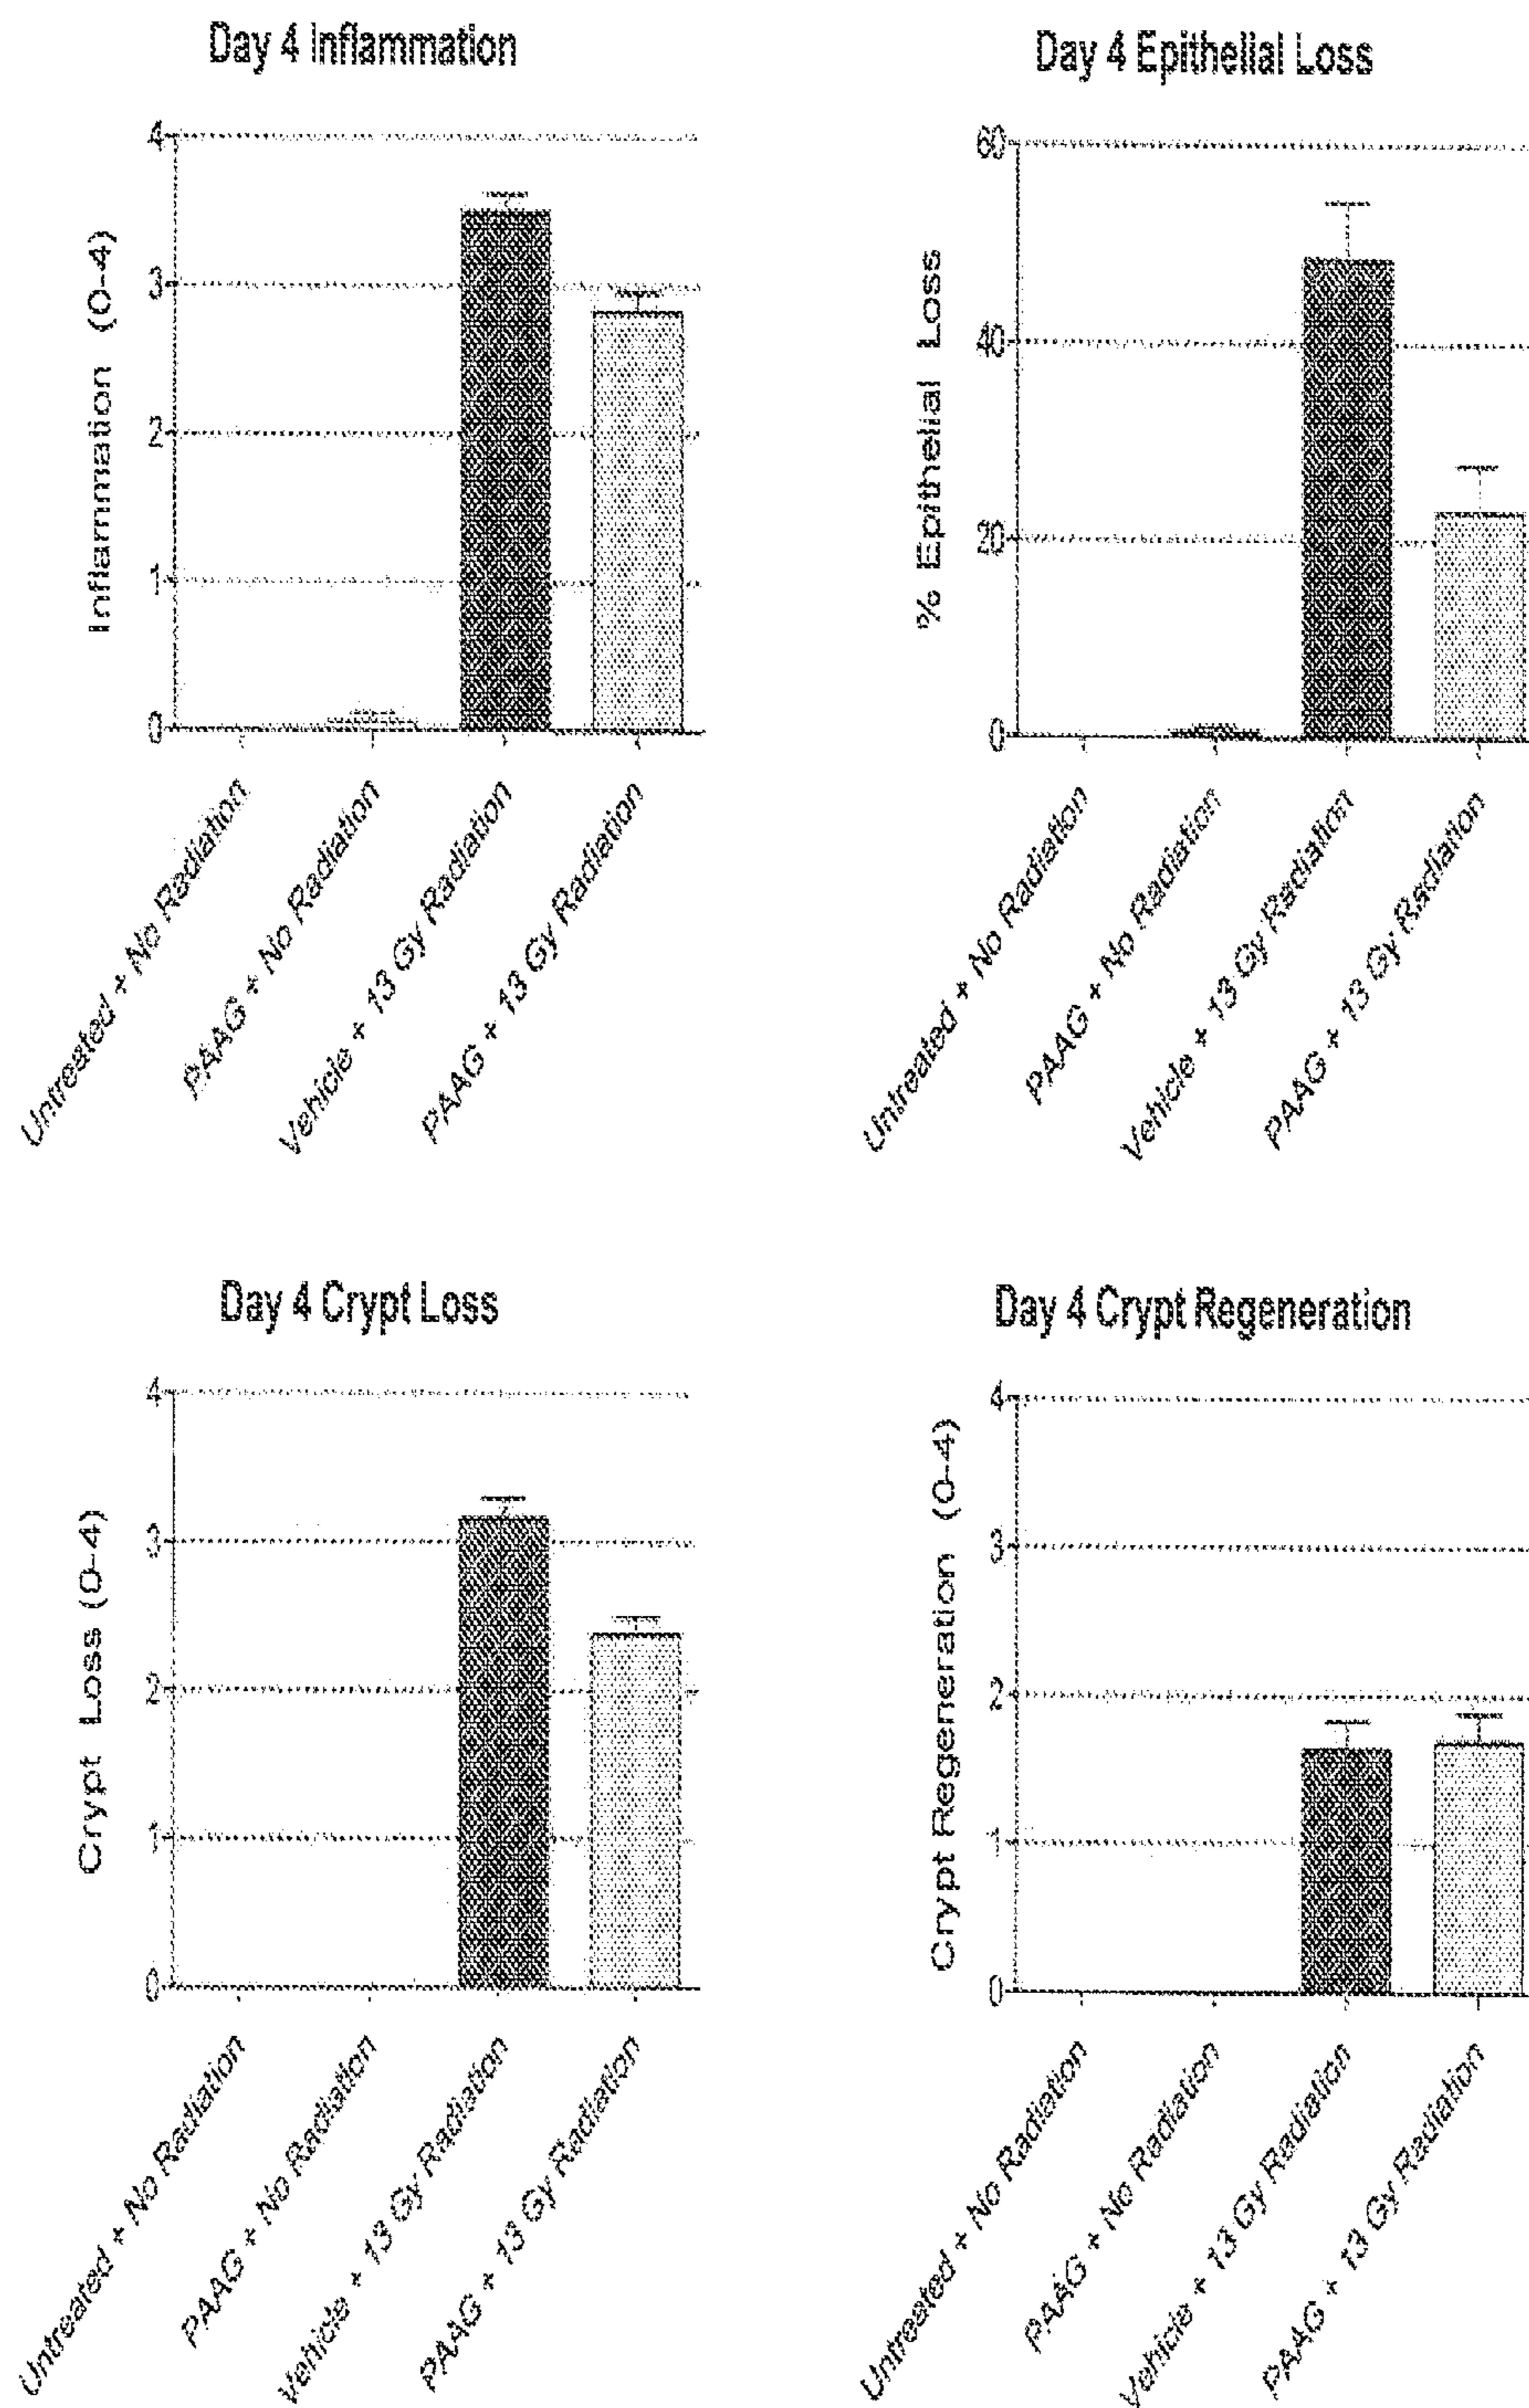 Day 4 Inflammation
Inflammation (0-4)
4
3
2
1
0
Untreated + No Radiation
PAAG + No Radiation
Vehicle + 13 Gy Radiation
PAAG + 13 Gy Radiation
Day 4 Epithelial Loss
% Epithelial Loss
60
40
20
0
Untreated + No Radiation
PAAG + No Radiation
Vehicle + 13 Gy Radiation
PAAG + 13 Gy Radiation
Day 4 Crypt Loss
Crypt Loss (0-4)
4
3
2
1
0
Untreated + No Radiation
PAAG + No Radiation
Vehicle + 13 Gy Radiation
PAAG + 13 Gy Radiation
Day 4 Crypt Regeneration
Crypt Regeneration (0-4)
4
3
2
1
0
Untreated + No Radiation
PAAG + No Radiation
Vehicle + 13 Gy Radiation
PAAG + 13 Gy Radiation